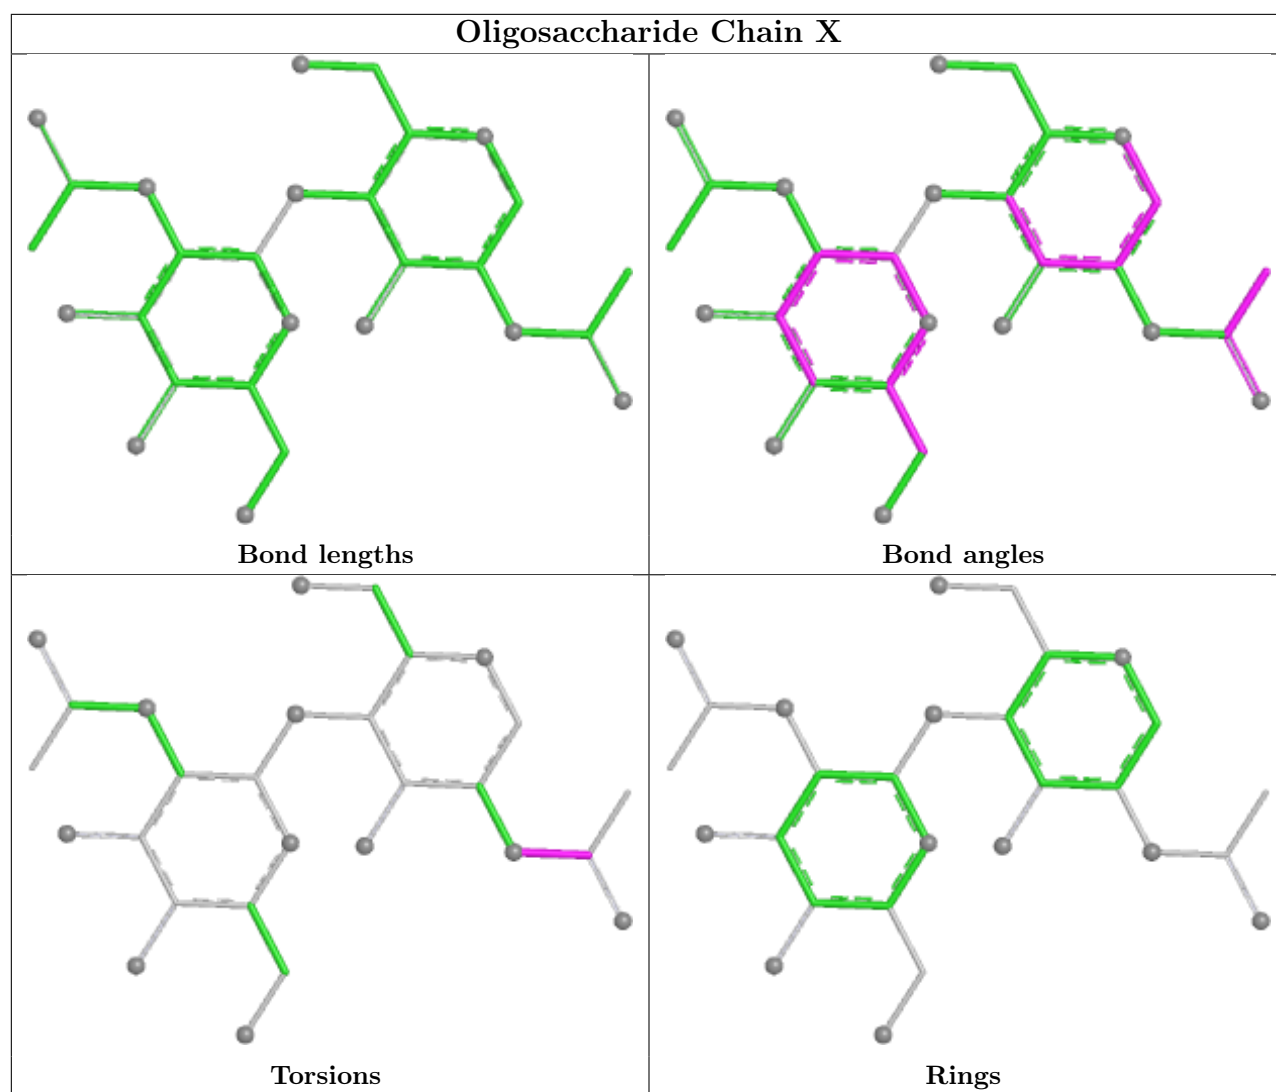 Oligosaccharide Chain X
Bond lengths
Bond angles
Torsions
Rings